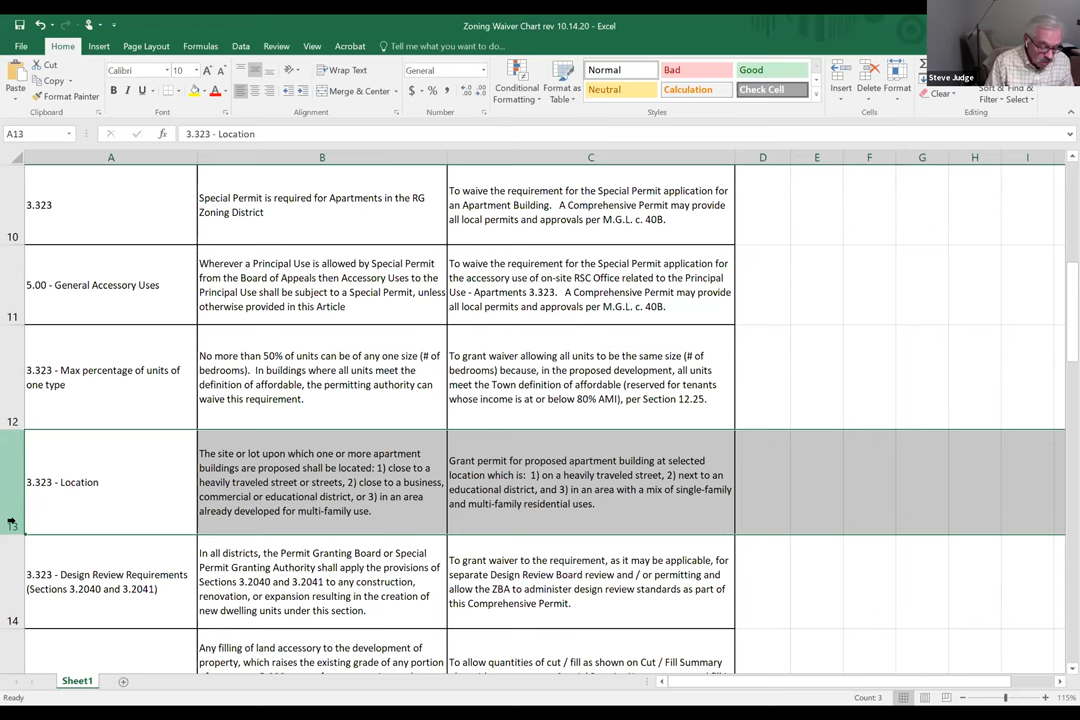 Zoning Waiver Chart rev 10.14.20 - Excel
File Home Insert Page Layout Formulas Data Review View Acrobat Tell me what you want to do...
Steve Judge
Paste
Cut
Copy
Format Painter
Clipboard
Calibri 10
B I U
Font
Wrap Text
Merge & Center
Alignment
General
$ % ,
Number
Conditional Formatting
Format as Table
Normal Bad Good
Neutral Calculation Check Cell
Styles
Insert Delete Format
Cells
Clear
Sort & Find &
Filter Select
Editing
A13 fx 3.323 - Location
A B C D E F G H I
10
3.323
Special Permit is required for Apartments in the RG
Zoning District
To waive the requirement for the Special Permit application for
an Apartment Building. A Comprehensive Permit may provide
all local permits and approvals per M.G.L. c. 40B.
11
5.00 - General Accessory Uses
Wherever a Principal Use is allowed by Special Permit
from the Board of Appeals then Accessory Uses to the
Principal Use shall be subject to a Special Permit, unless
otherwise provided in this Article
To waive the requirement for the Special Permit application for
the accessory use of on-site RSC Office related to the Principal
Use - Apartments 3.323. A Comprehensive Permit may provide
all local permits and approvals per M.G.L. c. 40B.
12
3.323 - Max percentage of units of
one type
No more than 50% of units can be of any one size (# of
bedrooms). In buildings where all units meet the
definition of affordable, the permitting authority can
waive this requirement.
To grant waiver allowing all units to be the same size (# of
bedrooms) because, in the proposed development, all units
meet the Town definition of affordable (reserved for tenants
whose income is at or below 80% AMI), per Section 12.25.
13
3.323 - Location
The site or lot upon which one or more apartment
buildings are proposed shall be located: 1) close to a
heavily traveled street or streets, 2) close to a business,
commercial or educational district, or 3) in an area
already developed for multi-family use.
Grant permit for proposed apartment building at selected
location which is: 1) on a heavily traveled street, 2) next to an
educational district, and 3) in an area with a mix of single-family
and multi-family residential uses.
14
3.323 - Design Review Requirements
(Sections 3.2040 and 3.2041)
In all districts, the Permit Granting Board or Special
Permit Granting Authority shall apply the provisions of
Sections 3.2040 and 3.2041 to any construction,
renovation, or expansion resulting in the creation of
new dwelling units under this section.
To grant waiver to the requirement, as it may be applicable, for
separate Design Review Board review and / or permitting and
allow the ZBA to administer design review standards as part of
this Comprehensive Permit.
Any filling of land accessory to the development of
property, which raises the existing grade of any portion
To allow quantities of cut / fill as shown on Cut / Fill Summary
Sheet1
Ready
Count: 3
115%